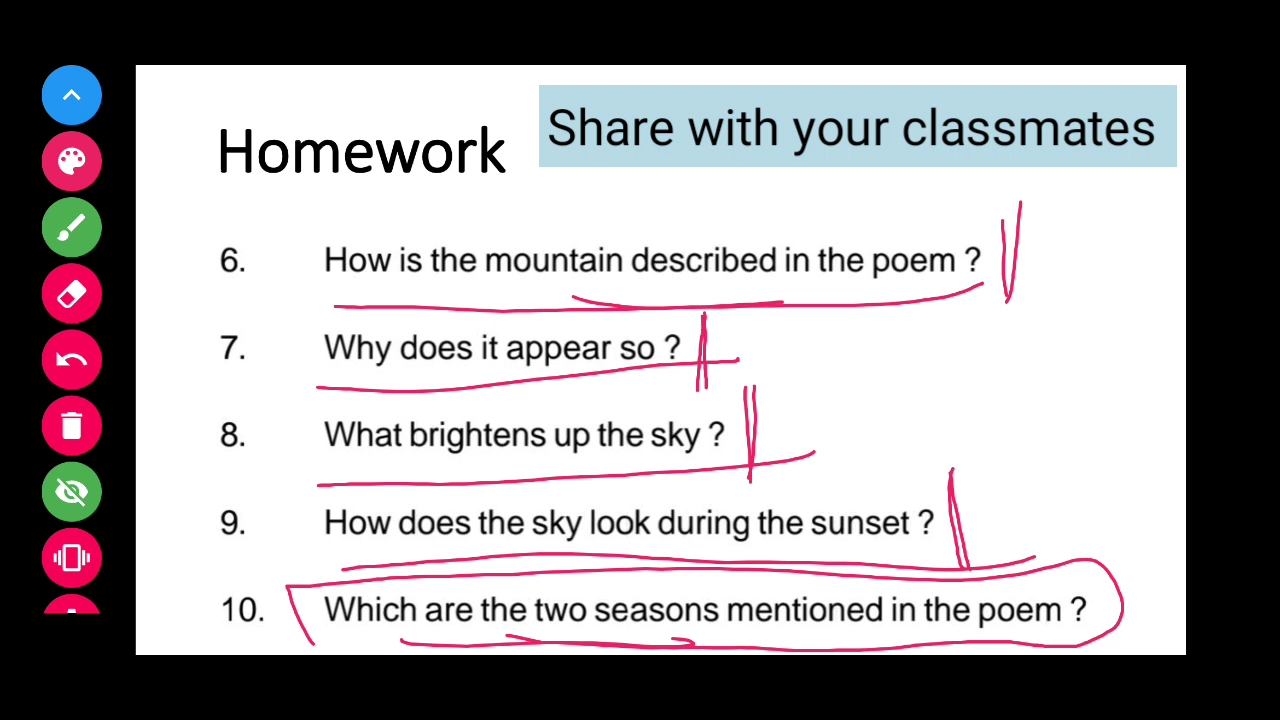 Homework
Share with your classmates
6. How is the mountain described in the poem ?
7. Why does it appear so ?
8. What brightens up the sky ?
9. How does the sky look during the sunset ?
10. Which are the two seasons mentioned in the poem ?